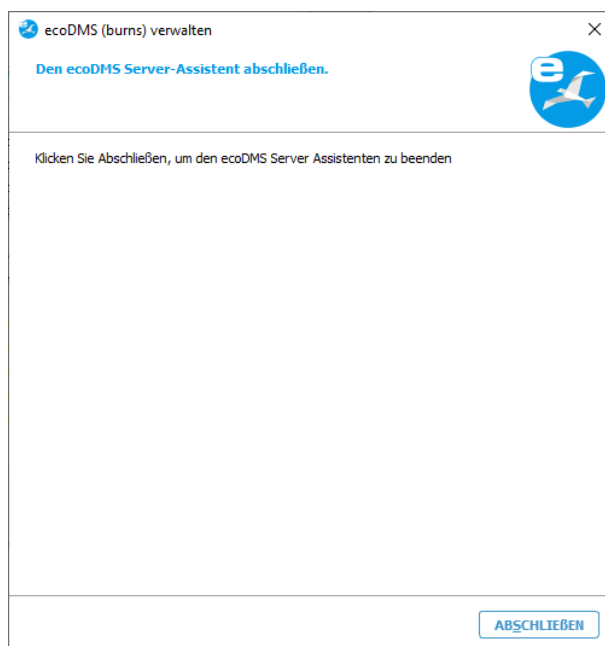 ecoDMS (burns) verwalten
Den ecoDMS Server-Assistent abschließen.
e
Klicken Sie Abschließen, um den ecoDMS Server Assistenten zu beenden
ABSCHLIEßEN